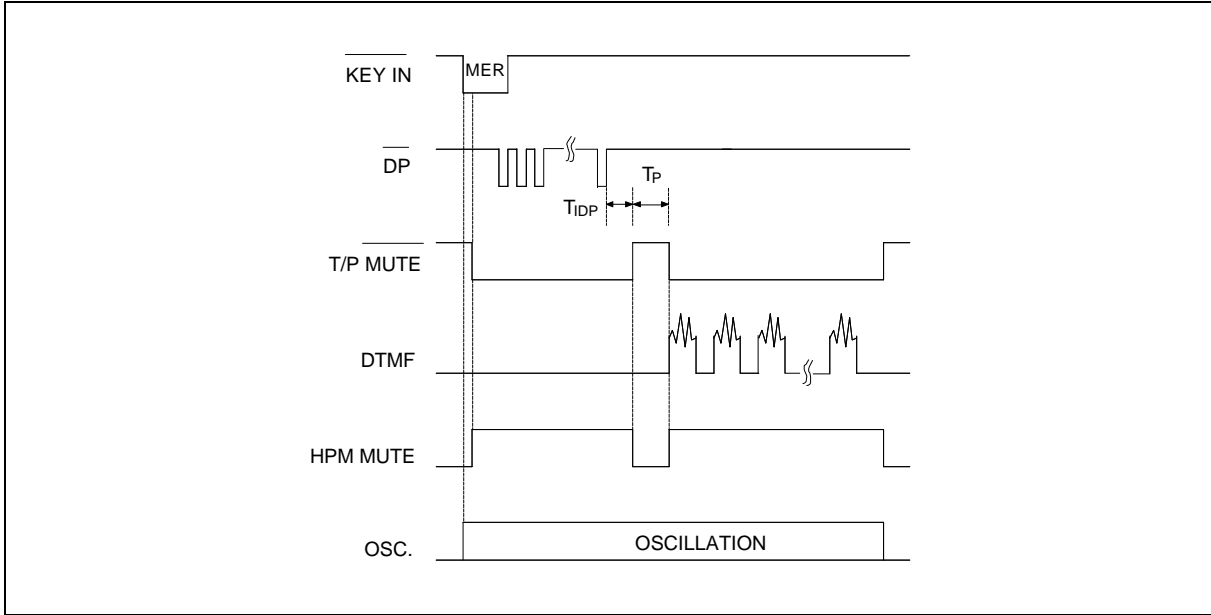 KEY IN
MER
DP
TP
TIDP
T/P MUTE
DTMF
HPM MUTE
OSC.
OSCILLATION